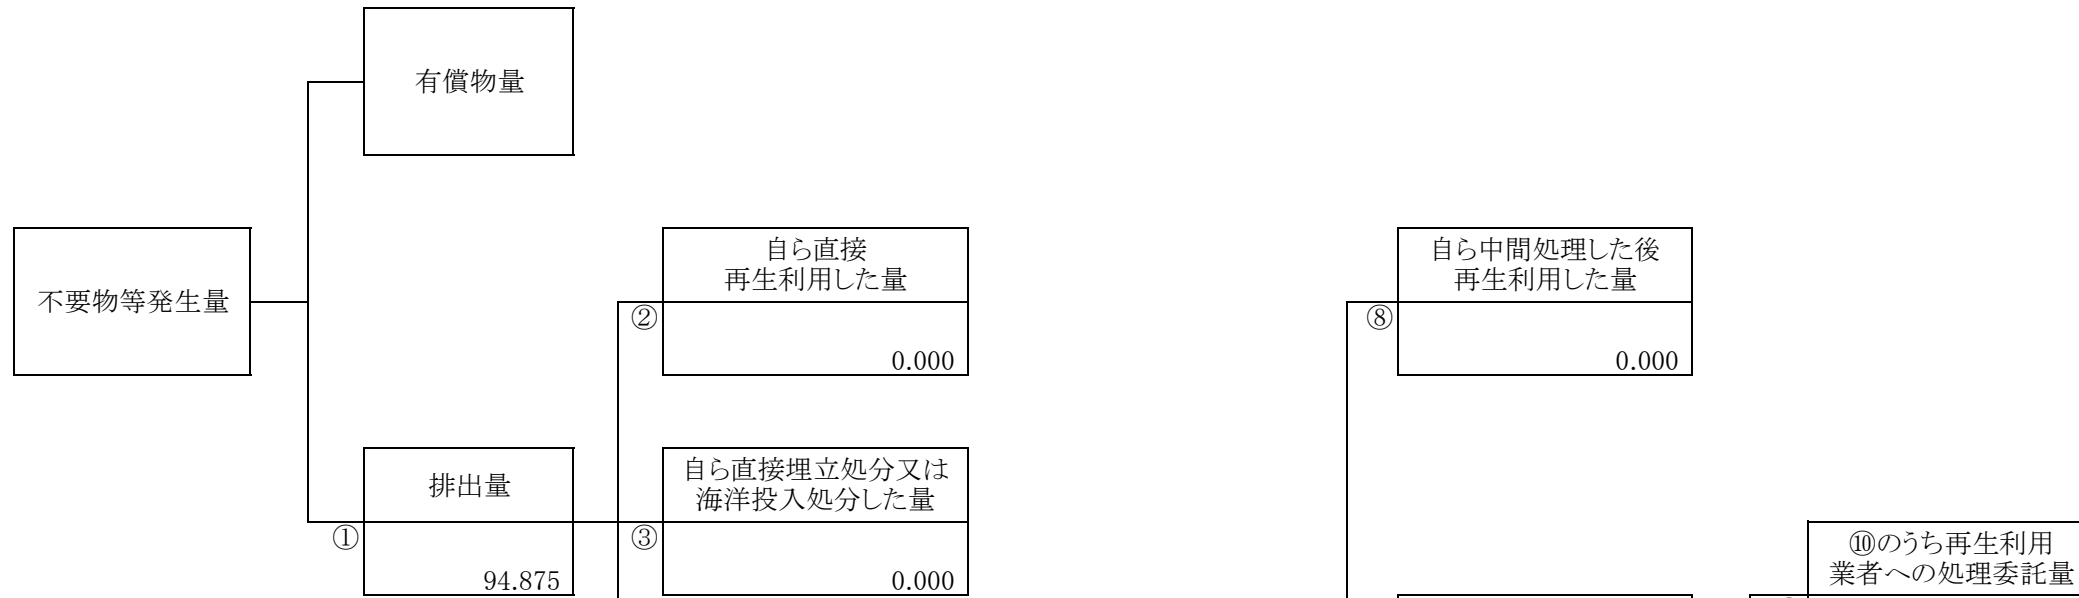 有償物量
不要物等発生量
自ら直接
再生利用した量
②
0.000
自ら中間処理した後
再生利用した量
⑧
0.000
排出量
①
94.875
自ら直接埋立処分又は
海洋投入処分した量
③
0.000
⑩のうち再生利用
業者への処理委託量